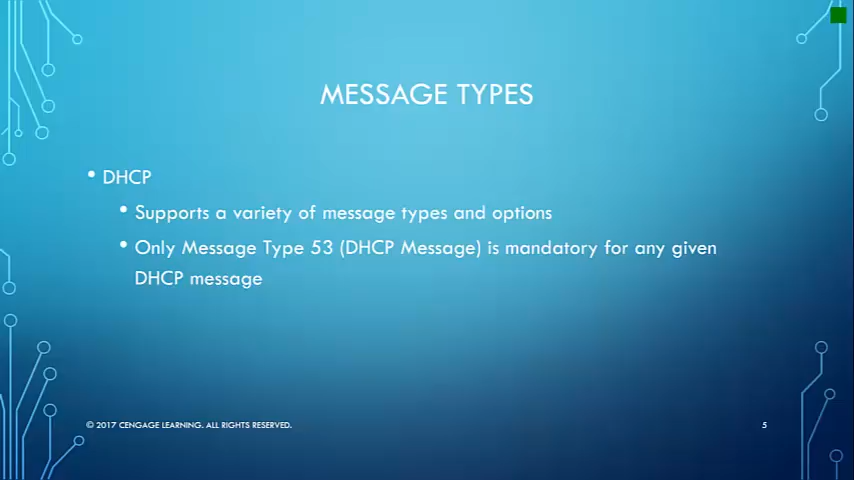 MESSAGE TYPES
• DHCP
• Supports a variety of message types and options
• Only Message Type 53 (DHCP Message) is mandatory for any given
DHCP message
© 2017 CENGAGE LEARNING. ALL RIGHTS RESERVED.
5